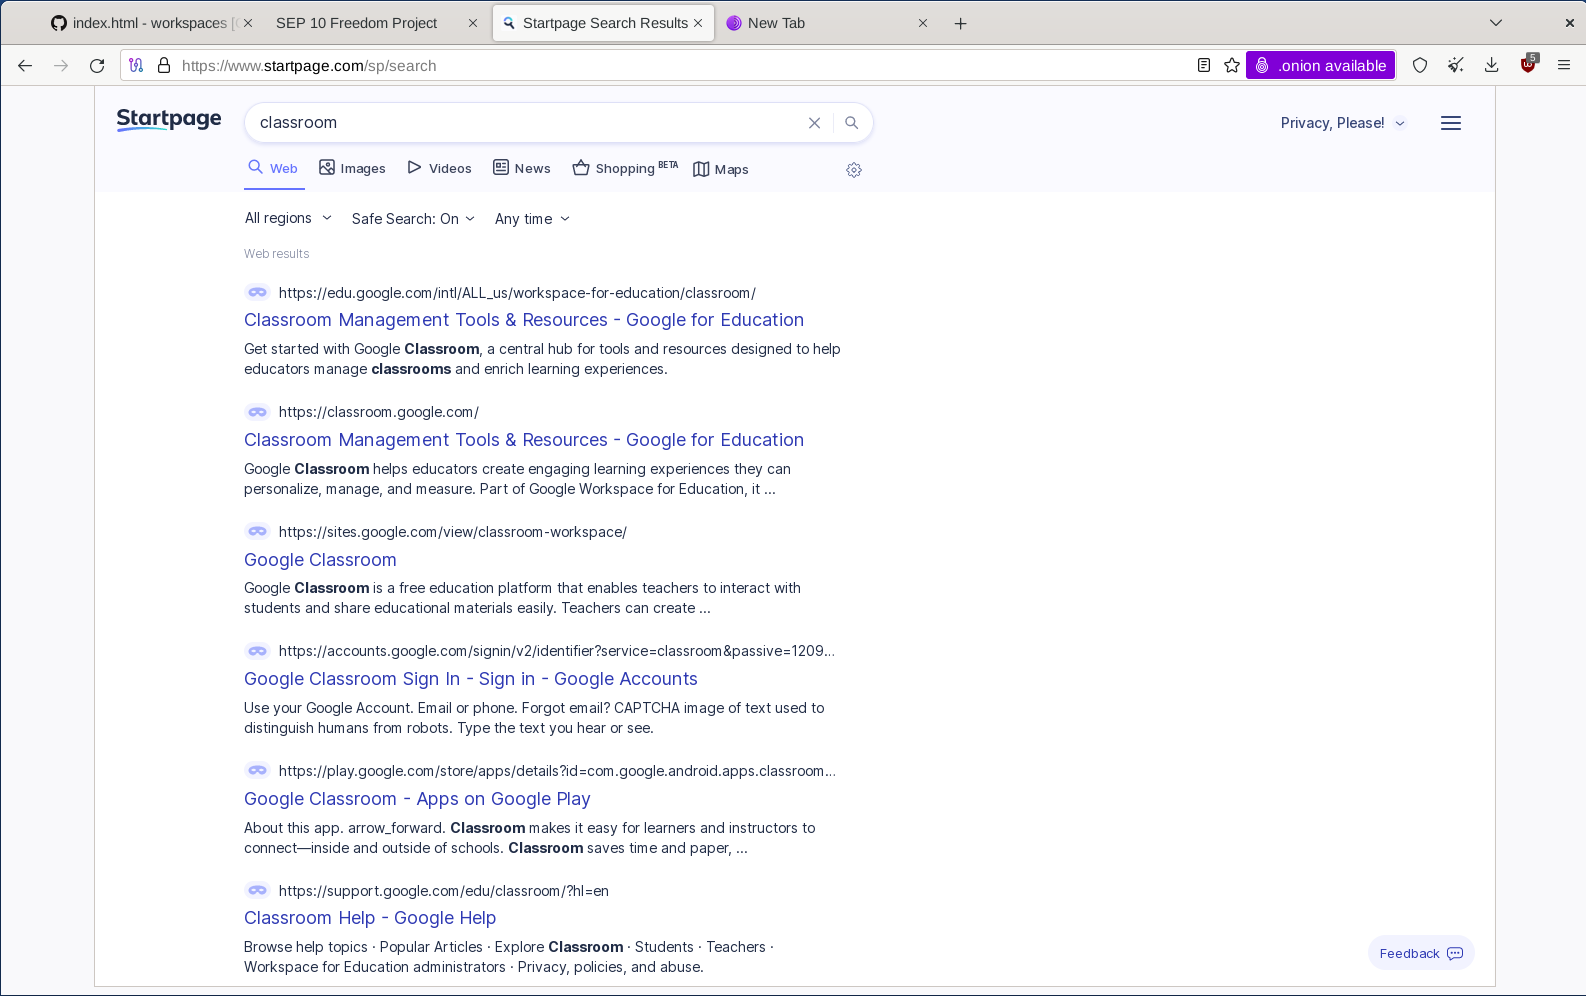 index.html - workspaces [
SEP 10 Freedom Project
Startpage Search Results
New Tab
https://www.startpage.com/sp/search
.onion available
5
Startpage
classroom
Privacy, Please!
Web
Images
Videos
News
Shopping BETA
Maps
All regions
Safe Search: On
Any time
Web results
https://edu.google.com/intl/ALL_us/workspace-for-education/classroom/
Classroom Management Tools & Resources - Google for Education
Get started with Google Classroom, a central hub for tools and resources designed to help
educators manage classrooms and enrich learning experiences.
https://classroom.google.com/
Classroom Management Tools & Resources - Google for Education
Google Classroom helps educators create engaging learning experiences they can
personalize, manage, and measure. Part of Google Workspace for Education, it ...
https://sites.google.com/view/classroom-workspace/
Google Classroom
Google Classroom is a free education platform that enables teachers to interact with
students and share educational materials easily. Teachers can create ...
https://accounts.google.com/signin/v2/identifier?service=classroom&passive=1209...
Google Classroom Sign In - Sign in - Google Accounts
Use your Google Account. Email or phone. Forgot email? CAPTCHA image of text used to
distinguish humans from robots. Type the text you hear or see.
https://play.google.com/store/apps/details?id=com.google.android.apps.classroom...
Google Classroom - Apps on Google Play
About this app. arrow_forward. Classroom makes it easy for learners and instructors to
connect—inside and outside of schools. Classroom saves time and paper, ...
https://support.google.com/edu/classroom/?hl=en
Classroom Help - Google Help
Browse help topics · Popular Articles · Explore Classroom · Students · Teachers ·
Workspace for Education administrators · Privacy, policies, and abuse.
Feedback